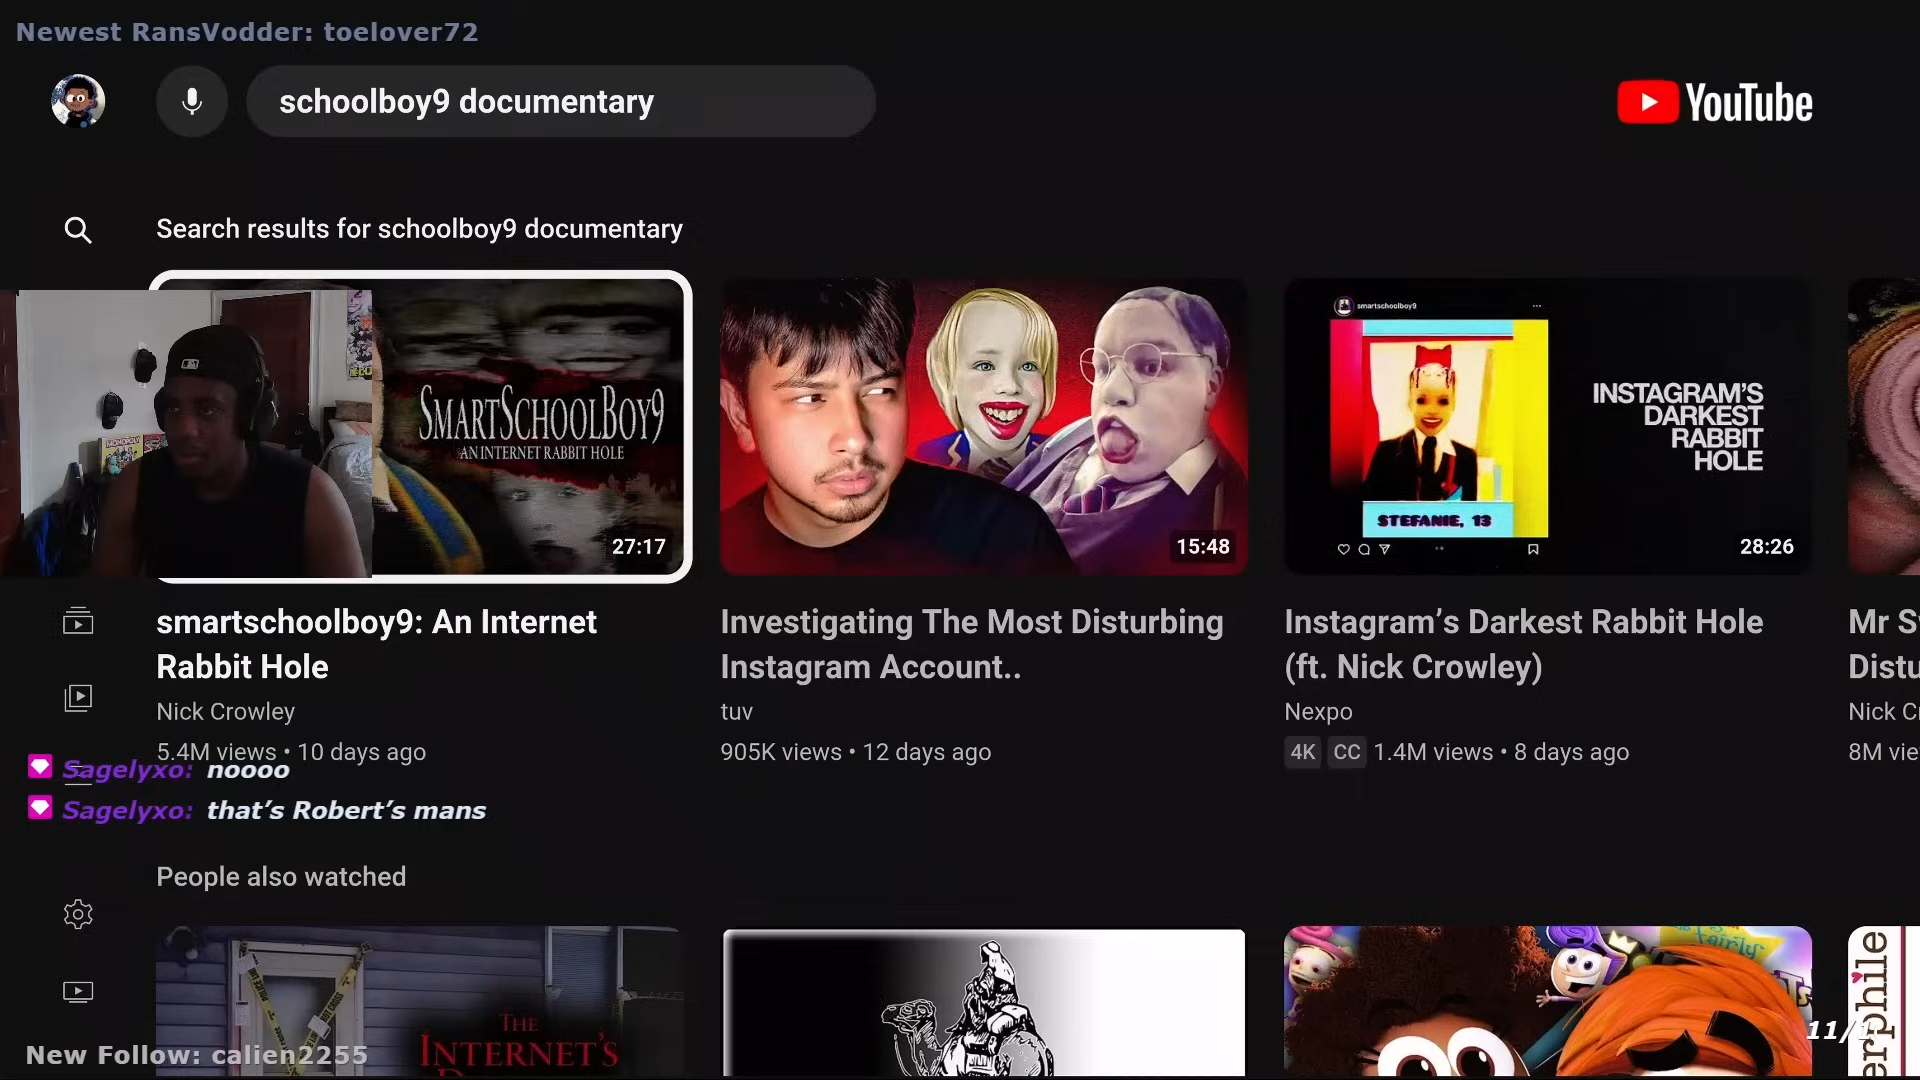 Newest RansVodder: toelover72
schoolboy9 documentary
YouTube
Search results for schoolboy9 documentary
MONOPOLY
SMARTSCHOOLBOY9
AN INTERNET RABBIT HOLE
27:17
15:48
smartschoolboy9
INSTAGRAM'S
DARKEST
RABBIT
HOLE
STEFANIE, 13
28:26
smartschoolboy9: An Internet
Rabbit Hole
Nick Crowley
5.4M views • 10 days ago
Investigating The Most Disturbing
Instagram Account..
tuv
905K views • 12 days ago
Instagram's Darkest Rabbit Hole
(ft. Nick Crowley)
Nexpo
4K CC 1.4M views • 8 days ago
Mr S
Distu
Nick C
8M vie
Sagelyxo: noooo
Sagelyxo: that's Robert's mans
People also watched
THE
INTERNET'S
fairly
erphile
11/
New Follow: calien2255